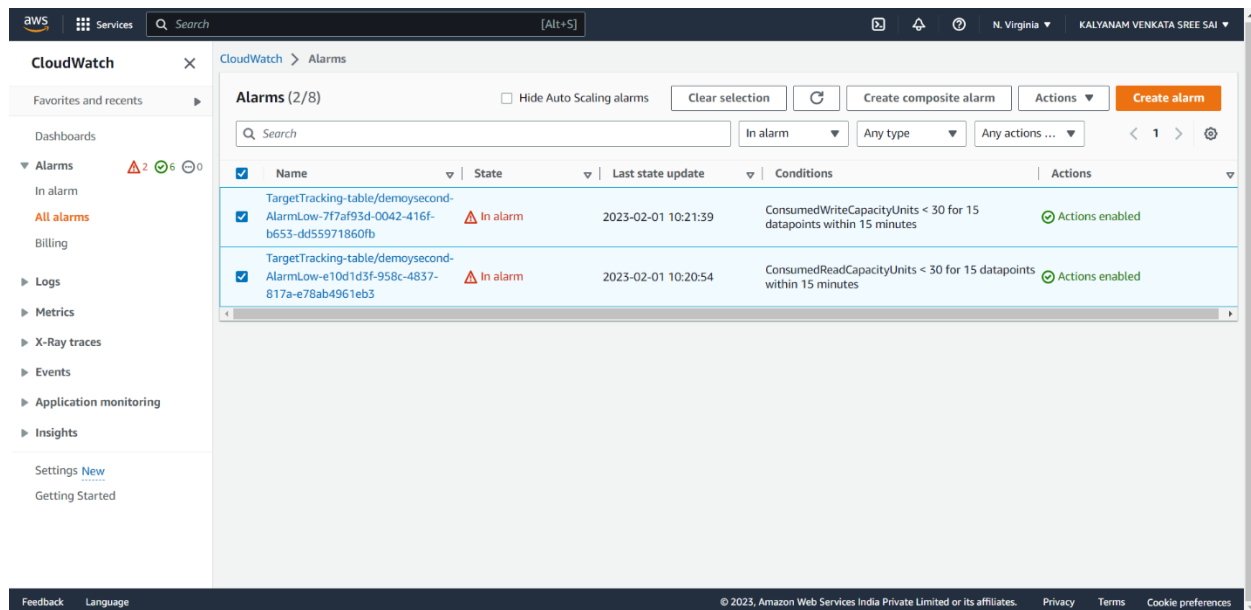 aws Services Search [Alt+S] N. Virginia KALYANAM VENKATA SREE SAI
CloudWatch
Favorites and recents
Dashboards
Alarms 2 6 0
In alarm
All alarms
Billing
Logs
Metrics
X-Ray traces
Events
Application monitoring
Insights
Settings New
Getting Started
CloudWatch > Alarms
Alarms (2/8) Hide Auto Scaling alarms Clear selection Create composite alarm Actions Create alarm
Search In alarm Any type Any actions ... 1
Name State Last state update Conditions Actions
TargetTracking-table/demoysecond-
AlarmLow-7f7af93d-0042-416f-
b653-dd55971860fb
In alarm
2023-02-01 10:21:39
ConsumedWriteCapacityUnits < 30 for 15
datapoints within 15 minutes
Actions enabled
TargetTracking-table/demoysecond-
AlarmLow-e10d1d3f-958c-4837-
817a-e78ab4961eb3
In alarm
2023-02-01 10:20:54
ConsumedReadCapacityUnits < 30 for 15 datapoints
within 15 minutes
Actions enabled
Feedback Language © 2023, Amazon Web Services India Private Limited or its affiliates. Privacy Terms Cookie preferences